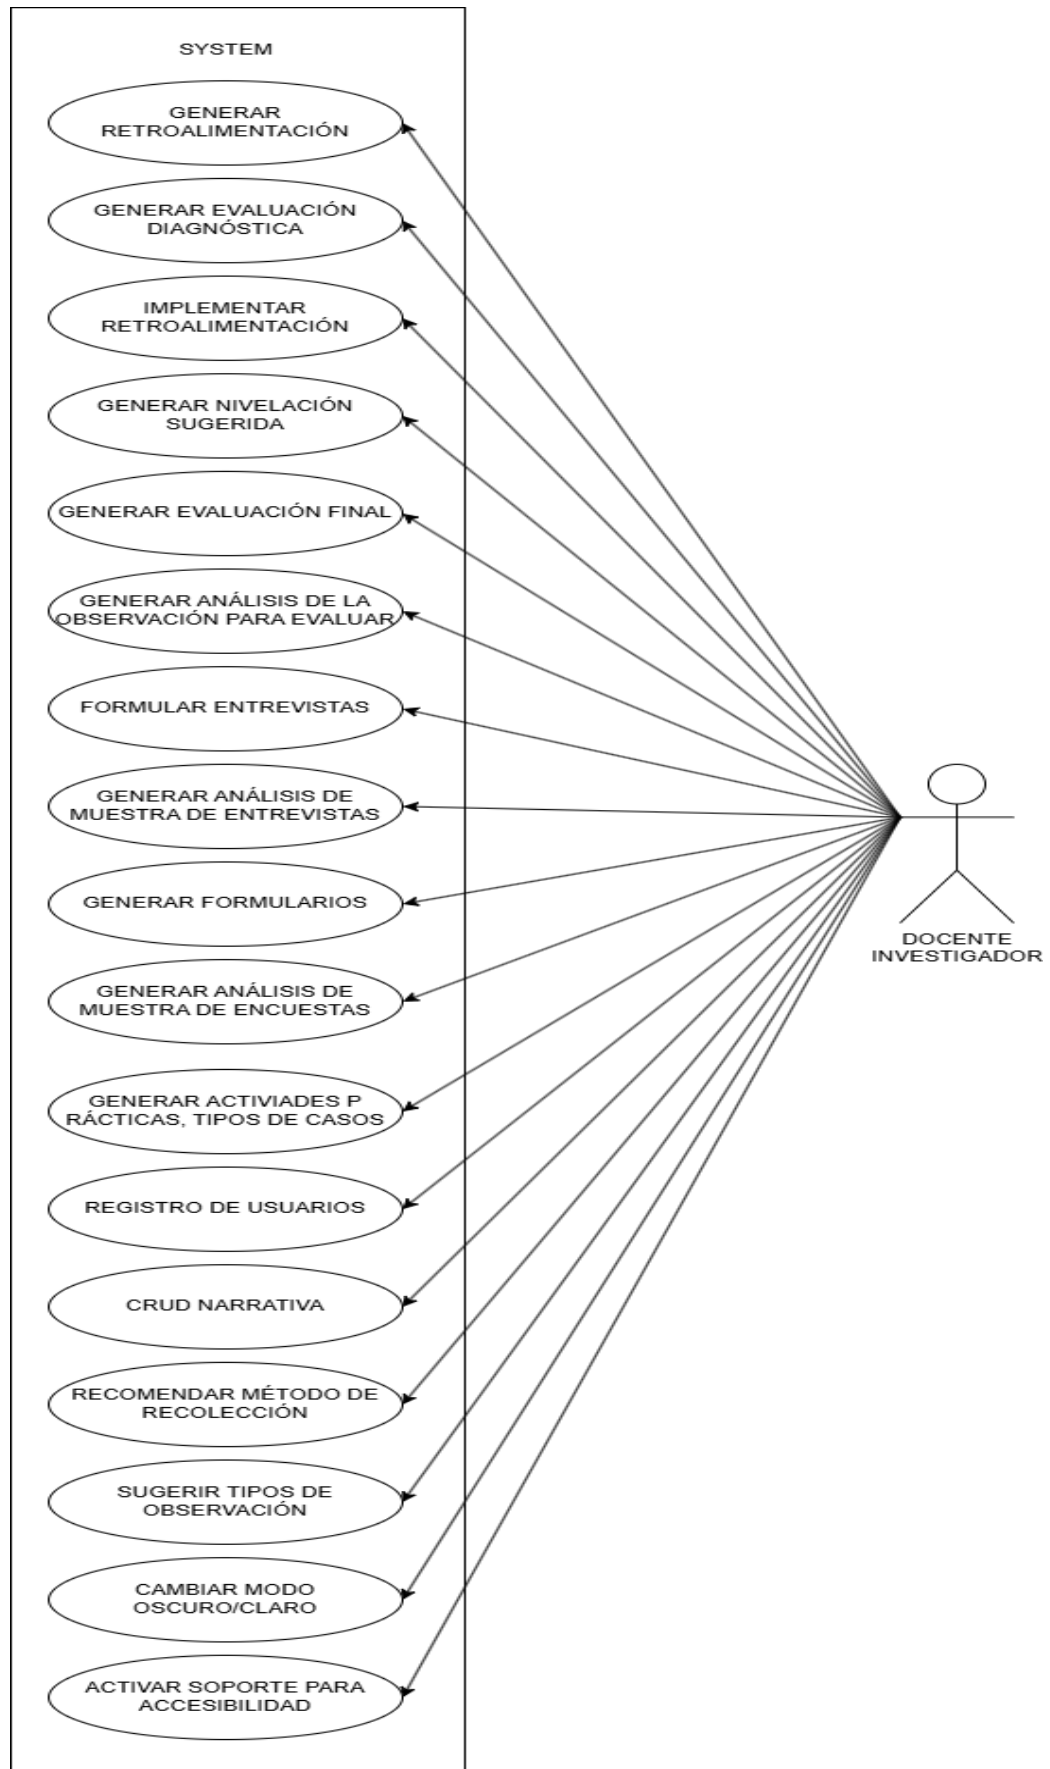 SYSTEM
GENERAR
RETROALIMENTACIÓN
GENERAR EVALUACIÓN
DIAGNÓSTICA
IMPLEMENTAR
RETROALIMENTACIÓN
GENERAR NIVELACIÓN
SUGERIDA
GENERAR EVALUACIÓN FINAL
GENERAR ANÁLISIS DE LA
OBSERVACIÓN PARA EVALUAR
FORMULAR ENTREVISTAS
GENERAR ANÁLISIS DE
MUESTRA DE ENTREVISTAS
GENERAR FORMULARIOS
GENERAR ANÁLISIS DE
MUESTRA DE ENCUESTAS
GENERAR ACTIVIADES P
RÁCTICAS, TIPOS DE CASOS
REGISTRO DE USUARIOS
CRUD NARRATIVA
RECOMENDAR MÉTODO DE
RECOLECCIÓN
SUGERIR TIPOS DE
OBSERVACIÓN
CAMBIAR MODO
OSCURO/CLARO
ACTIVAR SOPORTE PARA
ACCESIBILIDAD
DOCENTE
INVESTIGADOR